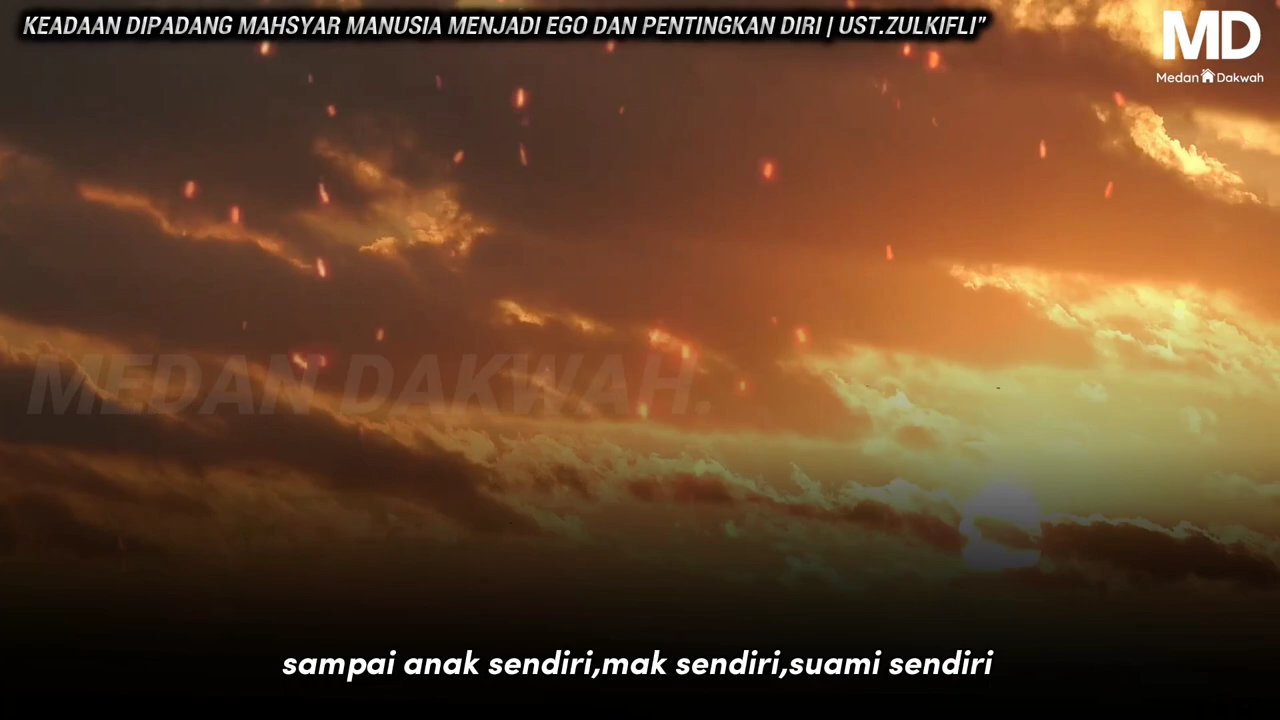 KEADAAN DIPADANG MAHSYAR MANUSIA MENJADI EGO DAN PENTINGKAN DIRI | UST.ZULKIFLI"
MD
Medan Dakwah
MEDAN DAKWAH.
sampai anak sendiri,mak sendiri,suami sendiri